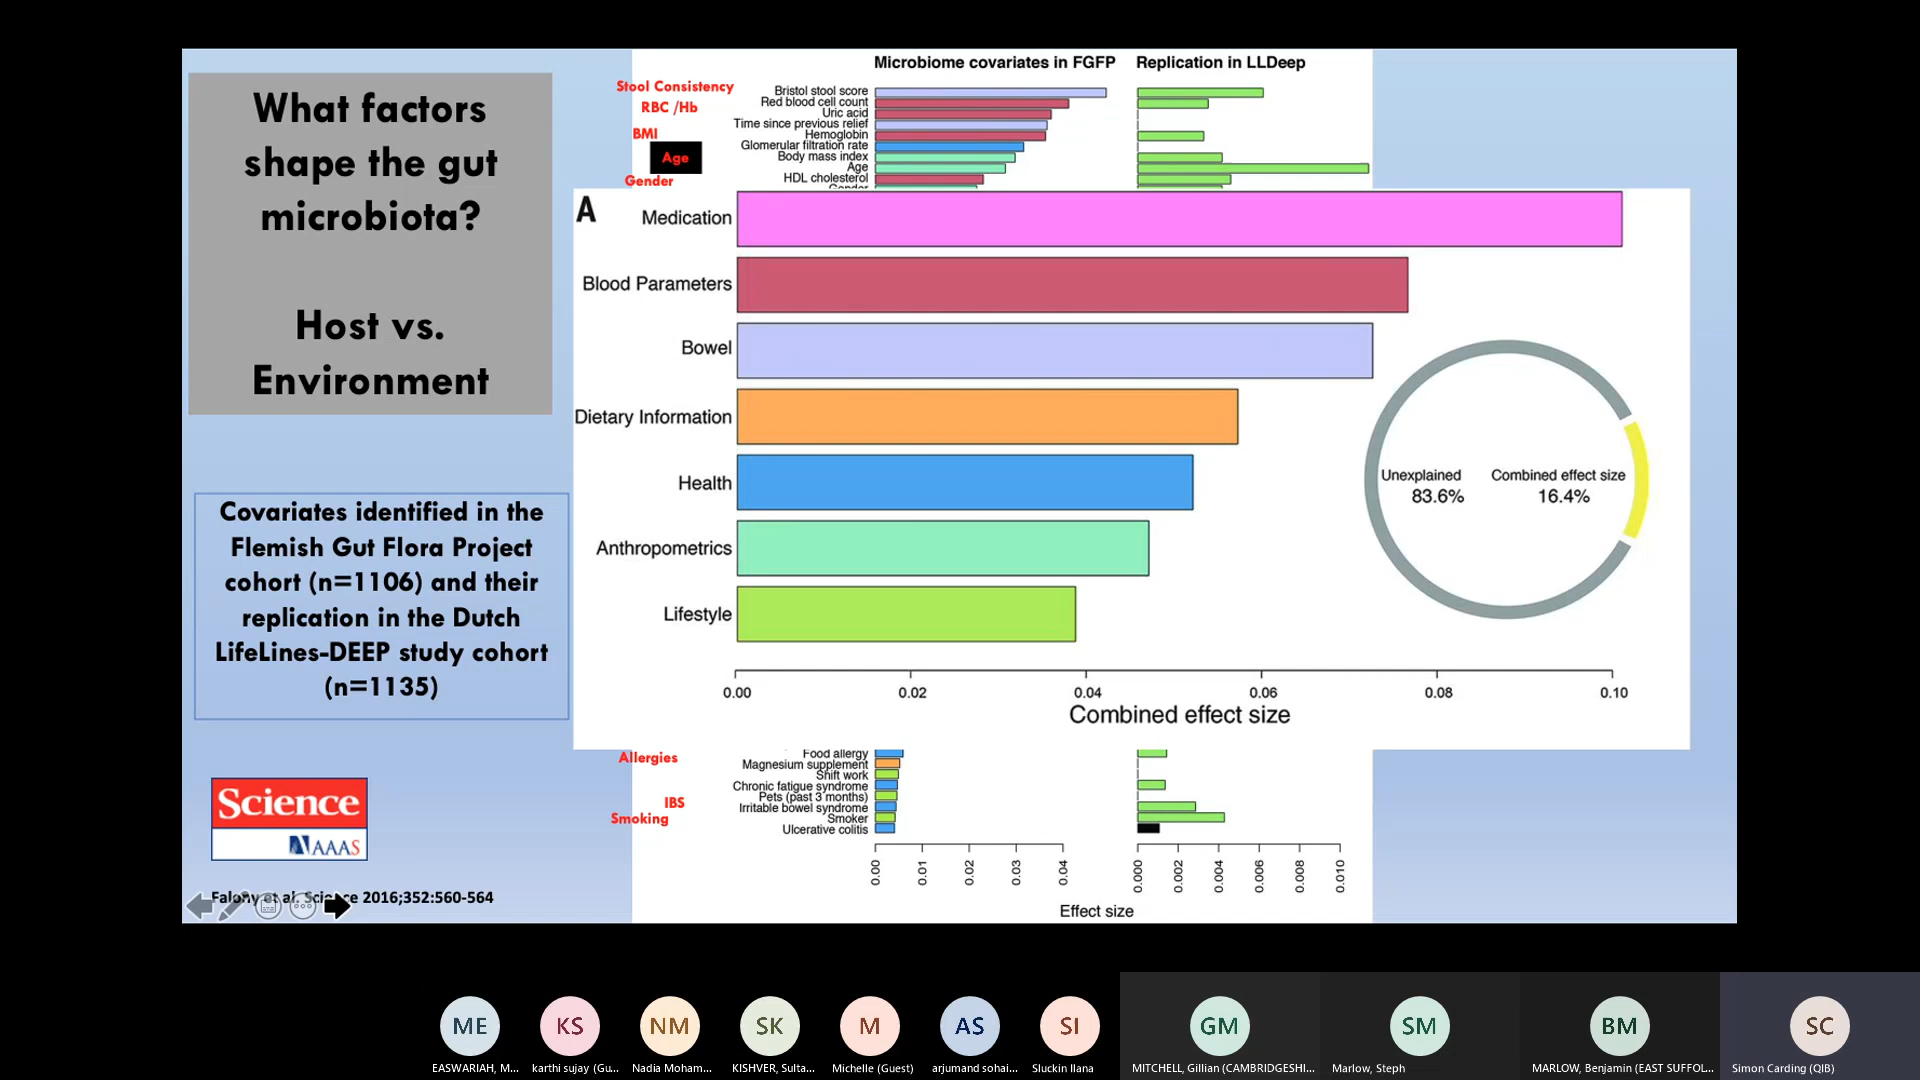 What factors
shape the gut
microbiota?
Host vs.
Environment
Covariates identified in the
Flemish Gut Flora Project
cohort (n=1106) and their
replication in the Dutch
LifeLines-DEEP study cohort
(n=1135)
Science
AAAS
Falony et al. Science 2016;352:560-564
Microbiome covariates in FGFP
Replication in LLDeep
Stool Consistency
RBC /Hb
BMI
Age
Gender
Bristol stool score
Red blood cell count
Uric acid
Time since previous relief
Hemoglobin
Glomerular filtration rate
Body mass index
Age
HDL cholesterol
Gender
A
Medication
Blood Parameters
Bowel
Dietary Information
Health
Anthropometrics
Lifestyle
Unexplained
83.6%
Combined effect size
16.4%
0.00 0.02 0.04 0.06 0.08 0.10
Combined effect size
Allergies
IBS
Smoking
Food allergy
Magnesium supplement
Shift work
Chronic fatigue syndrome
Pets (past 3 months)
Irritable bowel syndrome
Smoker
Ulcerative colitis
0.00 0.01 0.02 0.03 0.04
0.000 0.002 0.004 0.006 0.008 0.010
Effect size
ME KS NM SK M AS SI GM SM BM SC
EASWARIAH, M... karthi sujay (Gu... Nadia Moham... KISHVER, Sulta... Michelle (Guest) arjumand sohai... Sluckin Ilana MITCHELL, Gillian (CAMBRIDGESHI... Marlow, Steph MARLOW, Benjamin (EAST SUFFOL... Simon Carding (QIB)